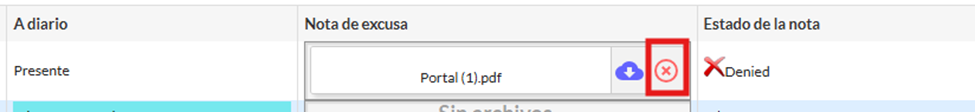 A diario Nota de excusa Estado de la nota
Presente Portal (1).pdf Denied
Sin archivos